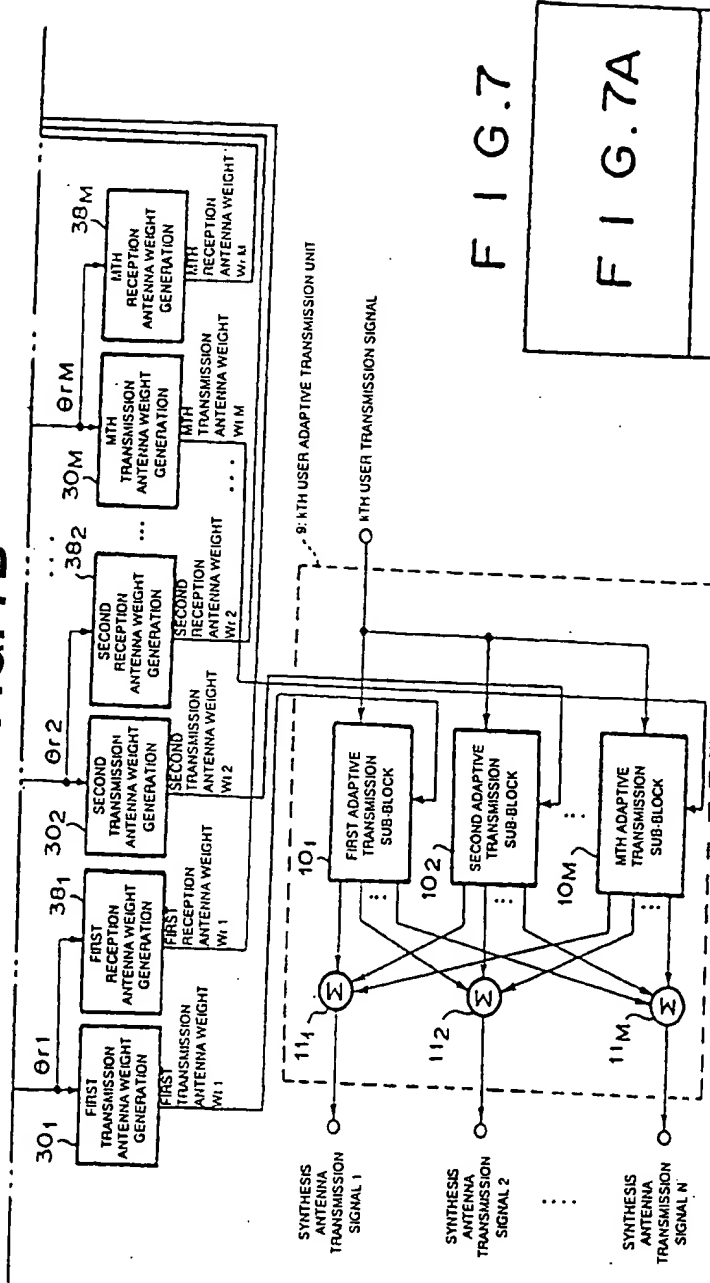 FIG. 7
FIG. 7A
θr1
θr2
θrM
301
FIRST
TRANSMISSION
ANTENNA WEIGHT
GENERATION
381
FIRST
RECEPTION
ANTENNA WEIGHT
GENERATION
302
SECOND
TRANSMISSION
ANTENNA WEIGHT
GENERATION
382
SECOND
RECEPTION
ANTENNA WEIGHT
GENERATION
...
30M
MTH
TRANSMISSION
ANTENNA WEIGHT
GENERATION
38M
MTH
RECEPTION
ANTENNA WEIGHT
GENERATION
FIRST
TRANSMISSION
ANTENNA WEIGHT
Wt 1
FIRST
RECEPTION
ANTENNA WEIGHT
Wr 1
SECOND
TRANSMISSION
ANTENNA WEIGHT
Wt 2
SECOND
RECEPTION
ANTENNA WEIGHT
Wr 2
...
MTH
TRANSMISSION
ANTENNA WEIGHT
Wt M
MTH
RECEPTION
ANTENNA WEIGHT
Wr M
9: kTH USER ADAPTIVE TRANSMISSION UNIT
kTH USER TRANSMISSION SIGNAL
101
FIRST ADAPTIVE
TRANSMISSION
SUB-BLOCK
102
SECOND ADAPTIVE
TRANSMISSION
SUB-BLOCK
10M
MTH ADAPTIVE
TRANSMISSION
SUB-BLOCK
Σ
111
Σ
112
Σ
11M
SYNTHESIS
ANTENNA
TRANSMISSION
SIGNAL 1
SYNTHESIS
ANTENNA
TRANSMISSION
SIGNAL 2
SYNTHESIS
ANTENNA
TRANSMISSION
SIGNAL N